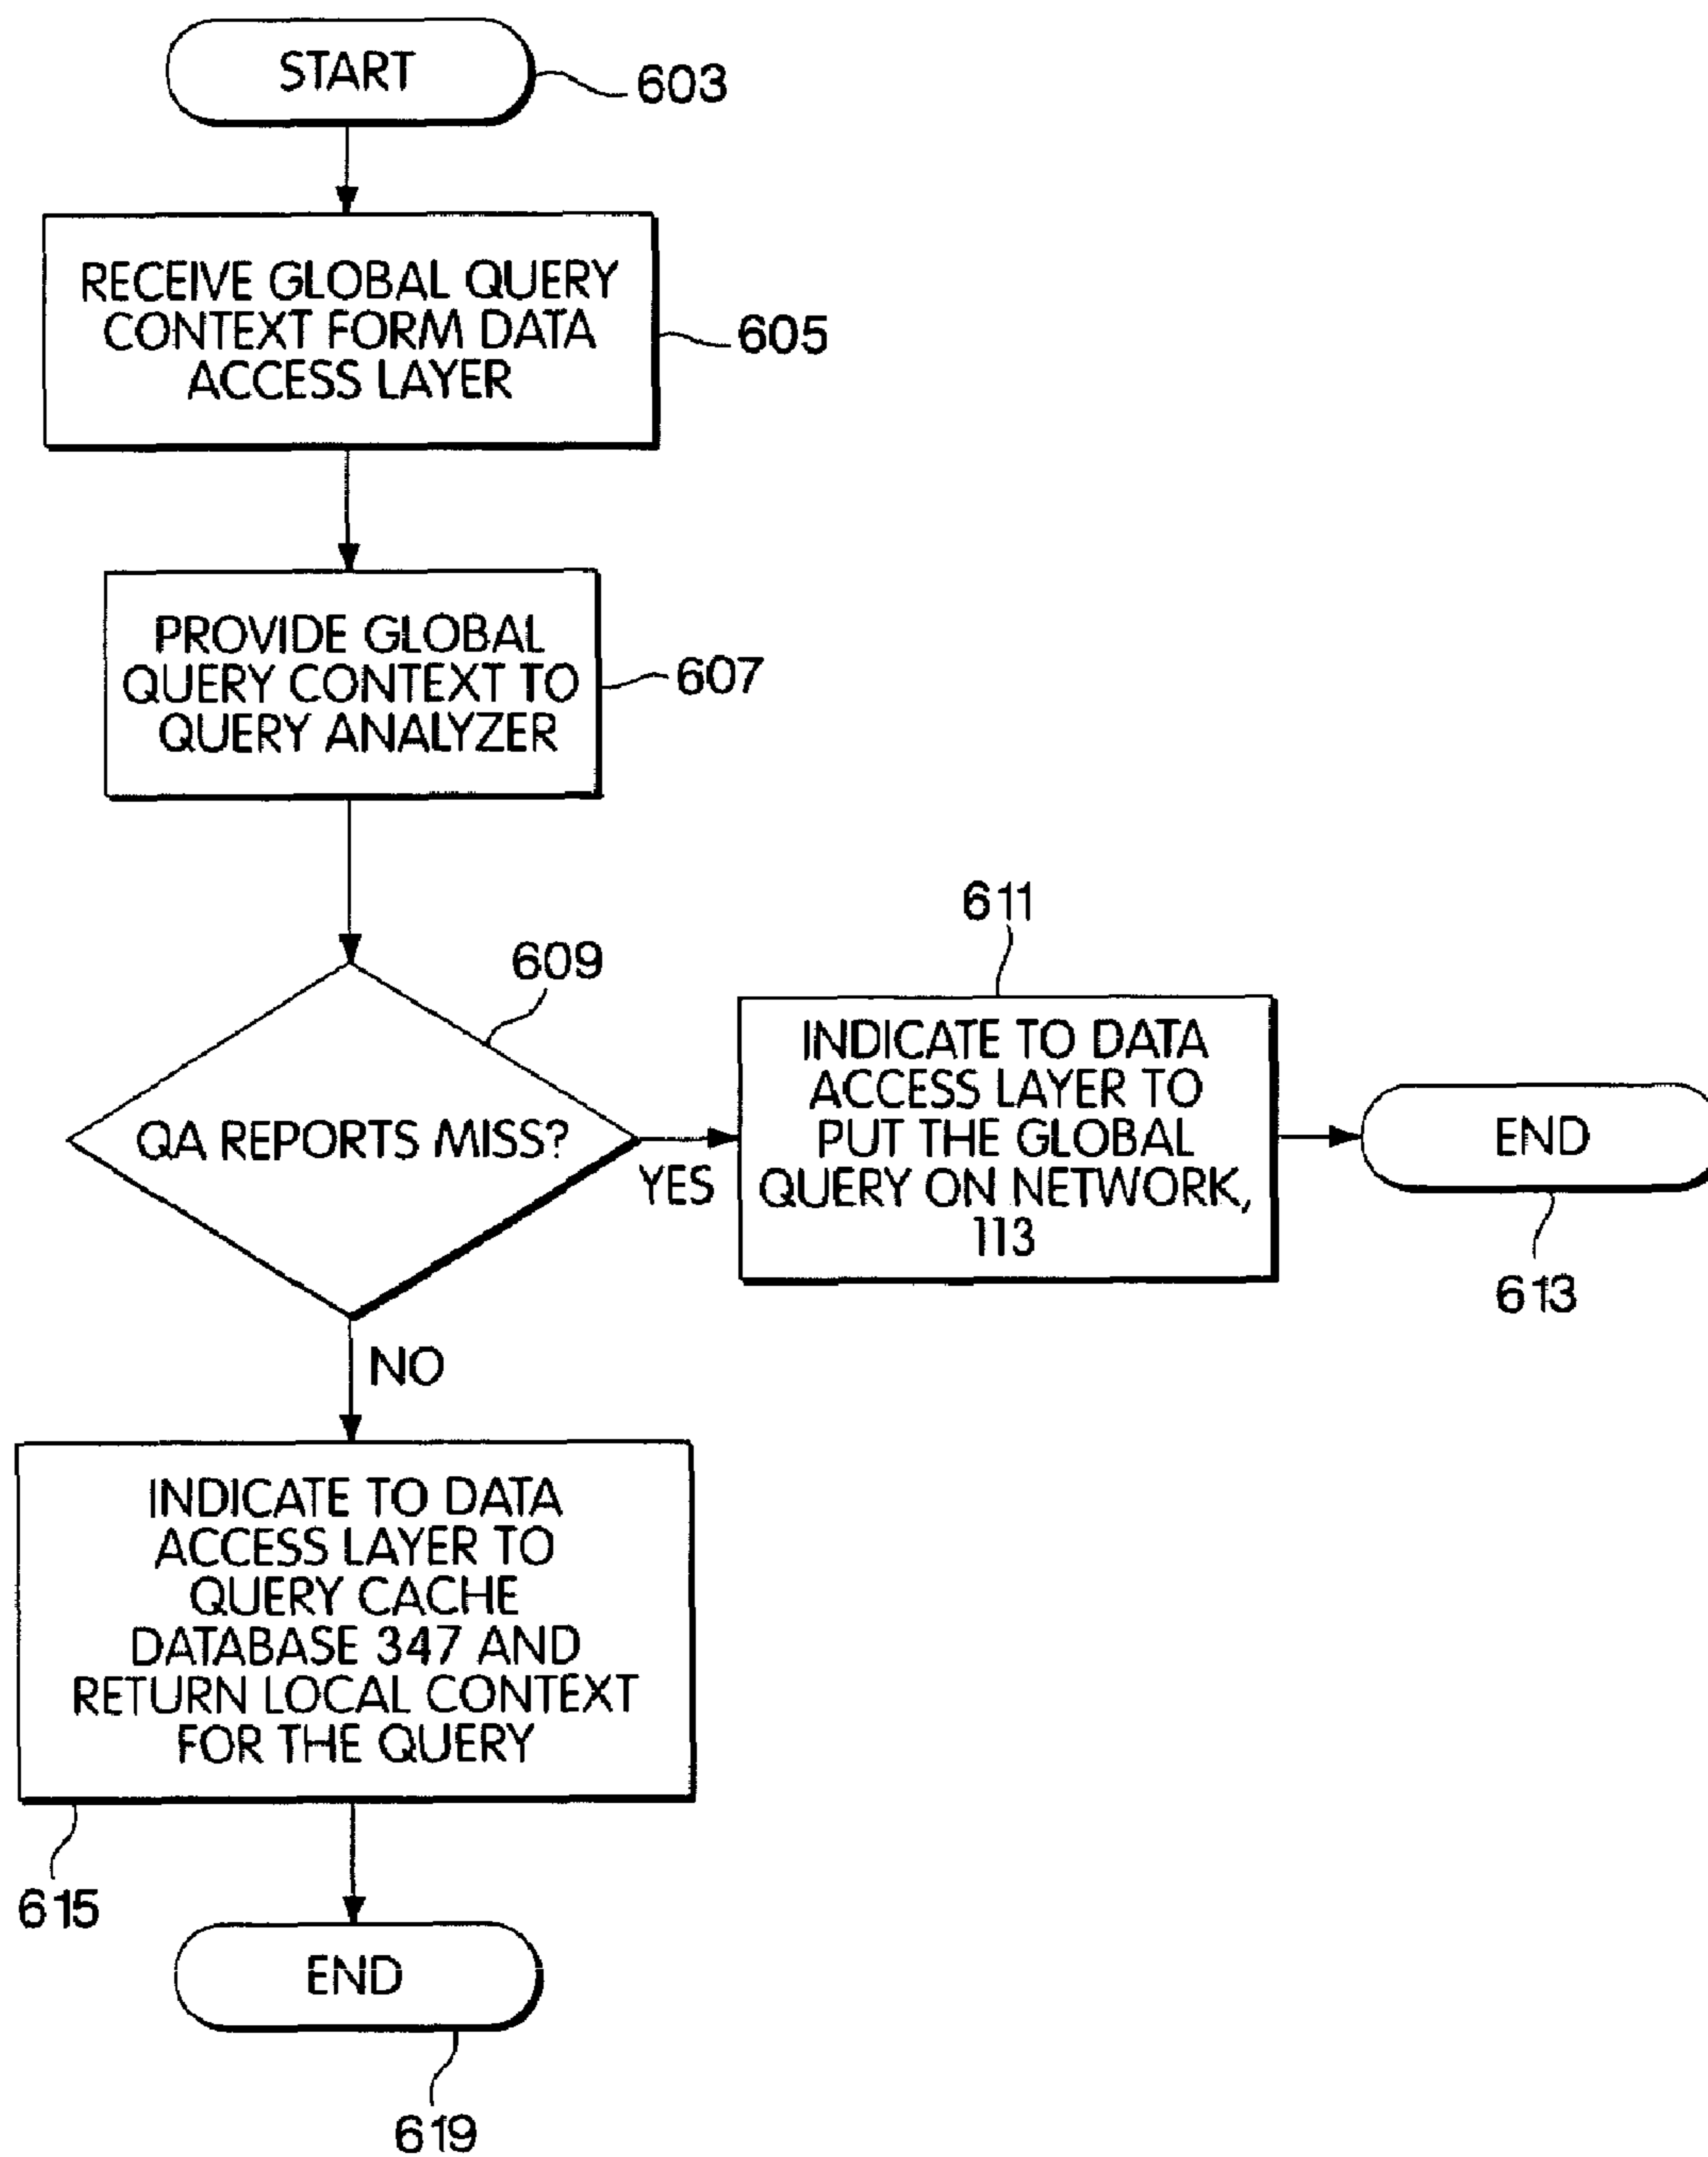 START
603
RECEIVE GLOBAL QUERY
CONTEXT FORM DATA
ACCESS LAYER
605
PROVIDE GLOBAL
QUERY CONTEXT TO
QUERY ANALYZER
607
609
QA REPORTS MISS?
YES
611
INDICATE TO DATA
ACCESS LAYER TO
PUT THE GLOBAL
QUERY ON NETWORK,
113
END
613
NO
INDICATE TO DATA
ACCESS LAYER TO
QUERY CACHE
DATABASE 347 AND
RETURN LOCAL CONTEXT
FOR THE QUERY
615
END
619